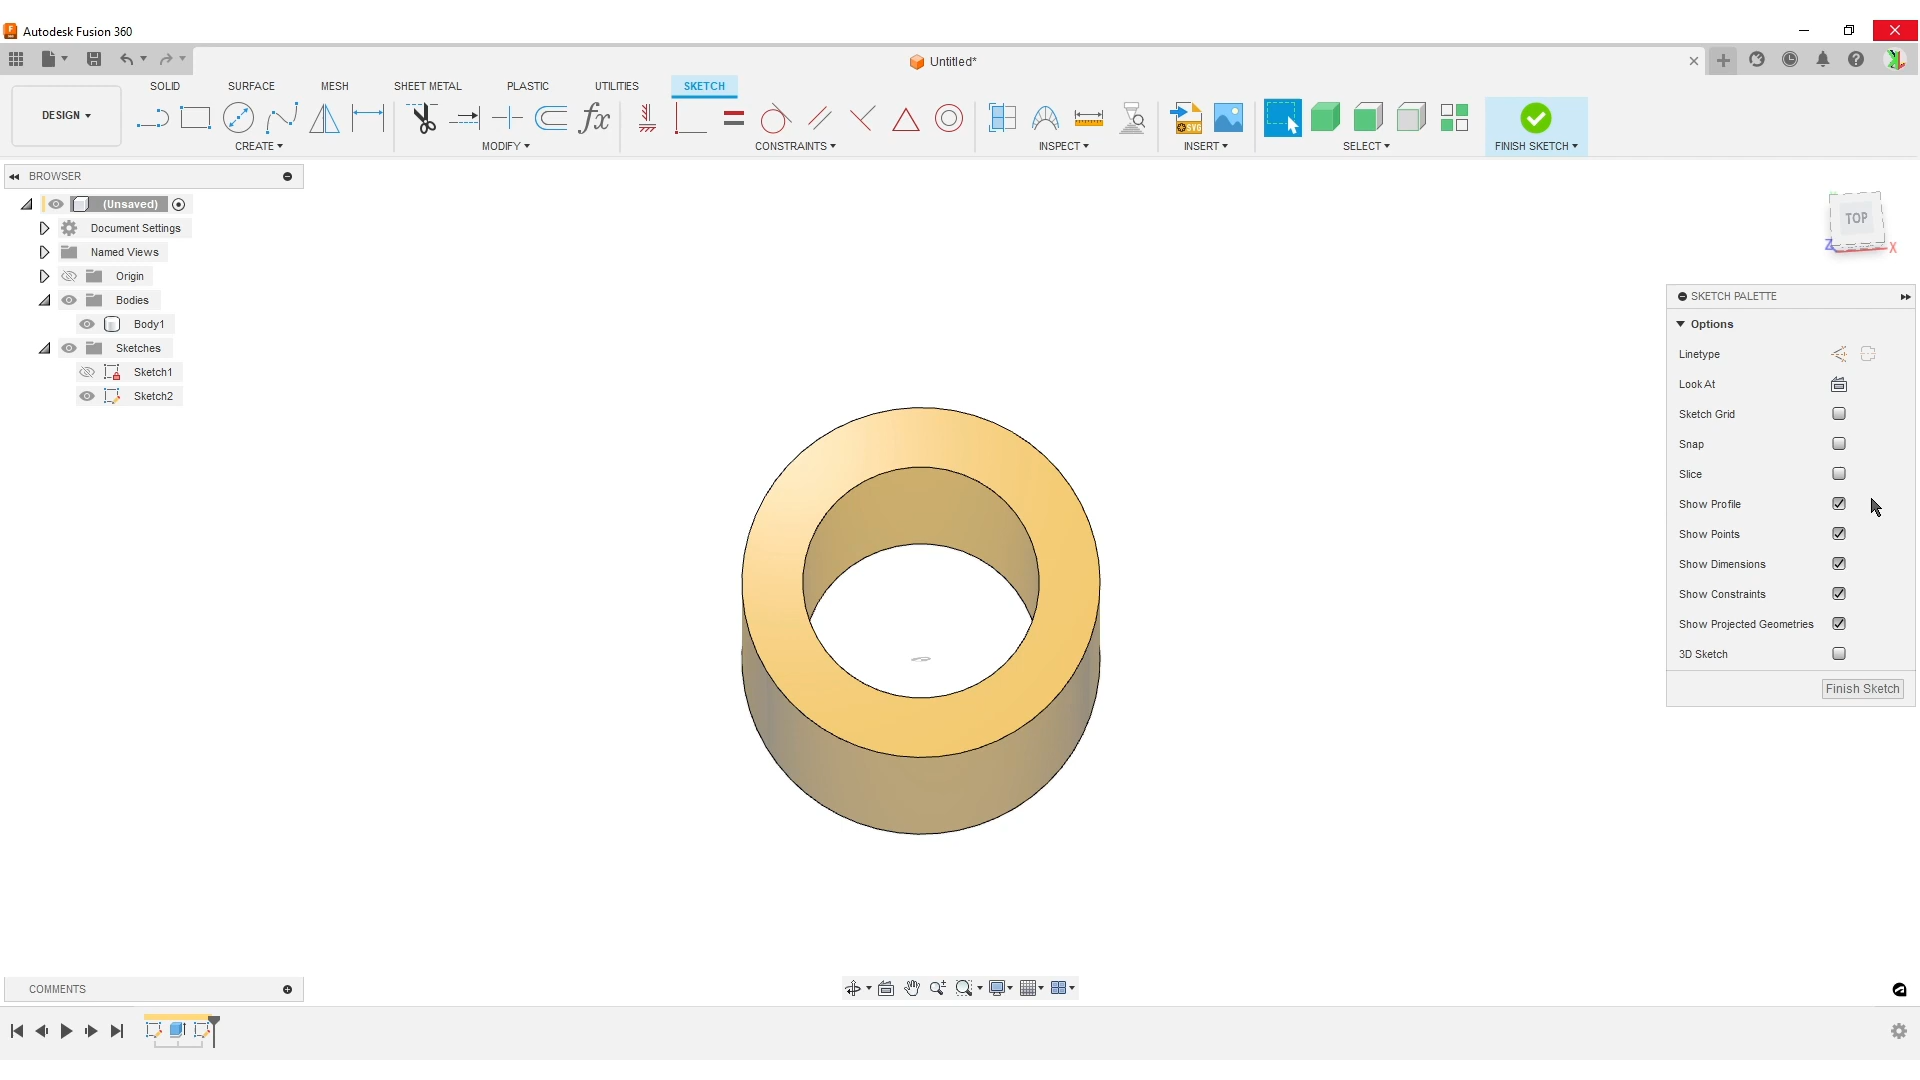 Autodesk Fusion 360
Untitled*
SOLID SURFACE MESH SHEET METAL PLASTIC UTILITIES SKETCH
DESIGN
CREATE MODIFY CONSTRAINTS INSPECT INSERT SELECT FINISH SKETCH
fx
SVG
BROWSER
(Unsaved)
Document Settings
Named Views
Origin
Bodies
Body1
Sketches
Sketch1
Sketch2
TOP
Z
X
SKETCH PALETTE
Options
Linetype
Look At
Sketch Grid
Snap
Slice
Show Profile
Show Points
Show Dimensions
Show Constraints
Show Projected Geometries
3D Sketch
Finish Sketch
COMMENTS